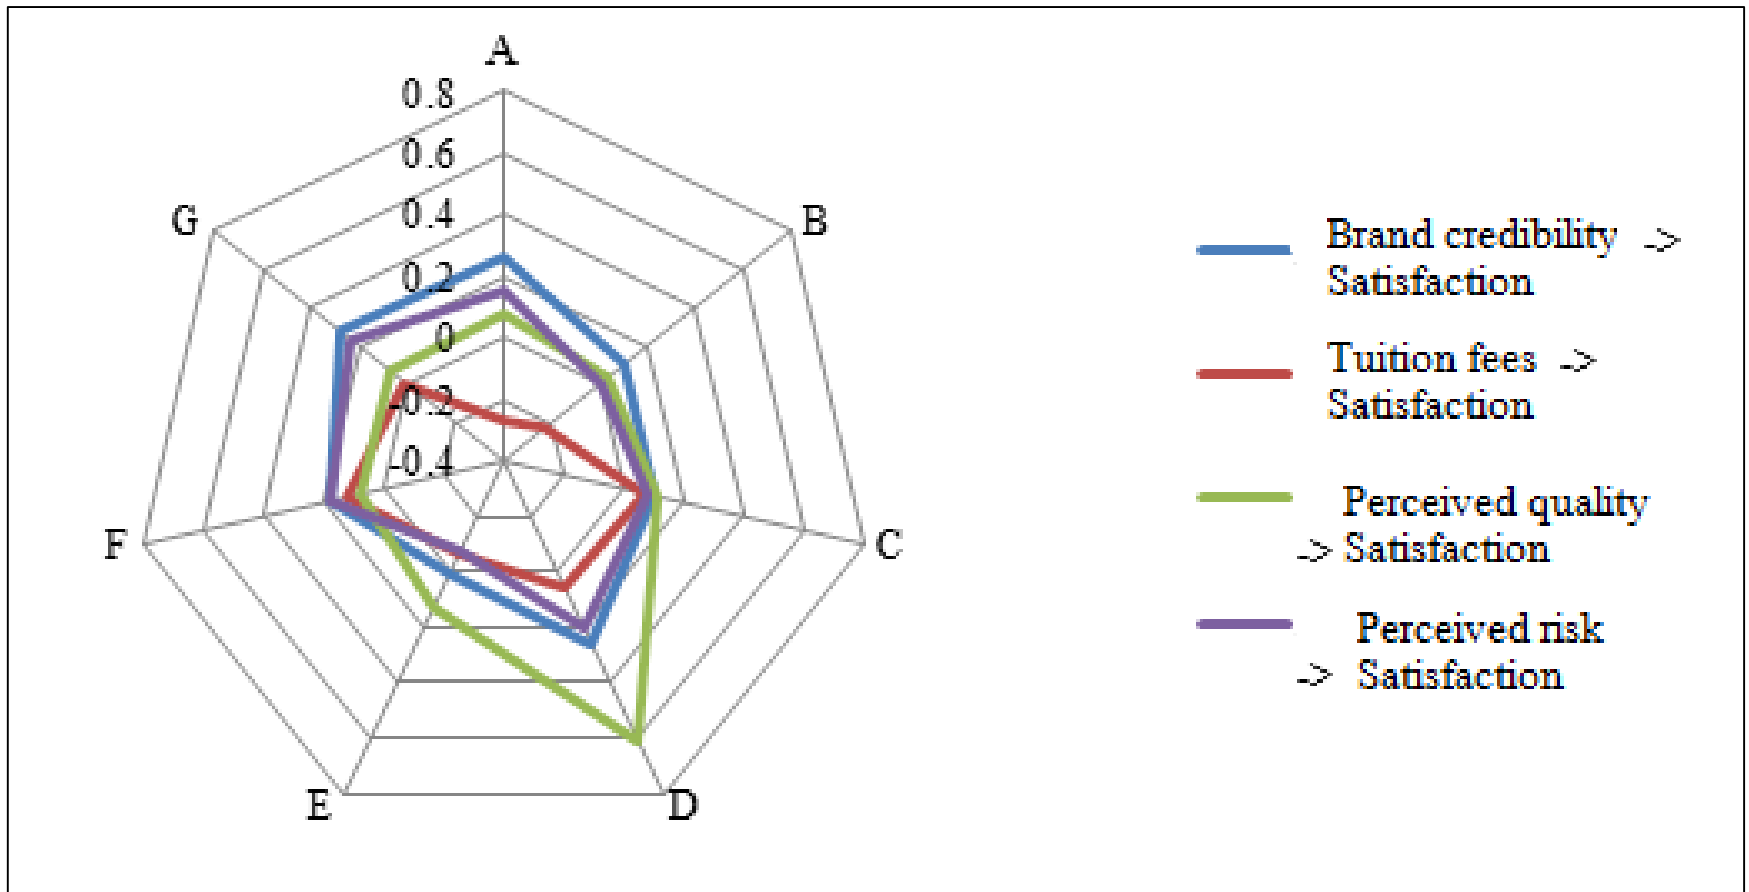 A
0.8
0.6
0.4
0.2
0
-0.2
-0.4
B
C
D
E
F
G
Brand credibility ->
Satisfaction
Tuition fees ->
Satisfaction
Perceived quality
-> Satisfaction
Perceived risk
-> Satisfaction